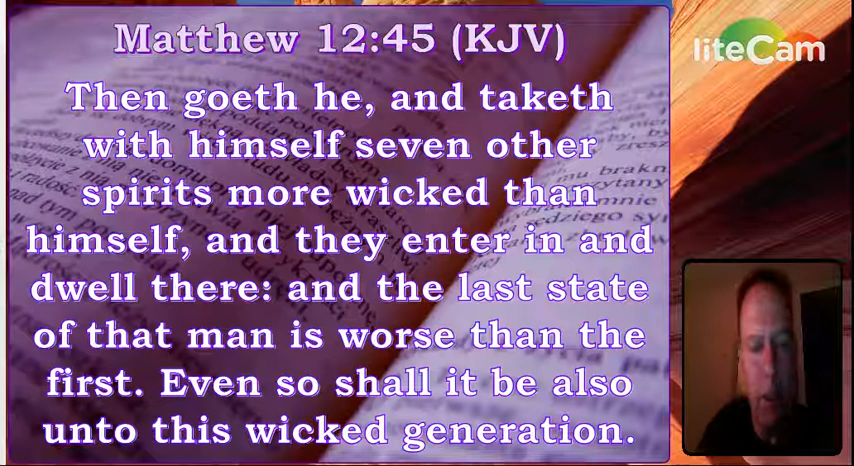 Matthew 12:45 (KJV)
liteCam
Then goeth he, and taketh
with himself seven other
spirits more wicked than
himself, and they enter in and
dwell there: and the last state
of that man is worse than the
first. Even so shall it be also
unto this wicked generation.